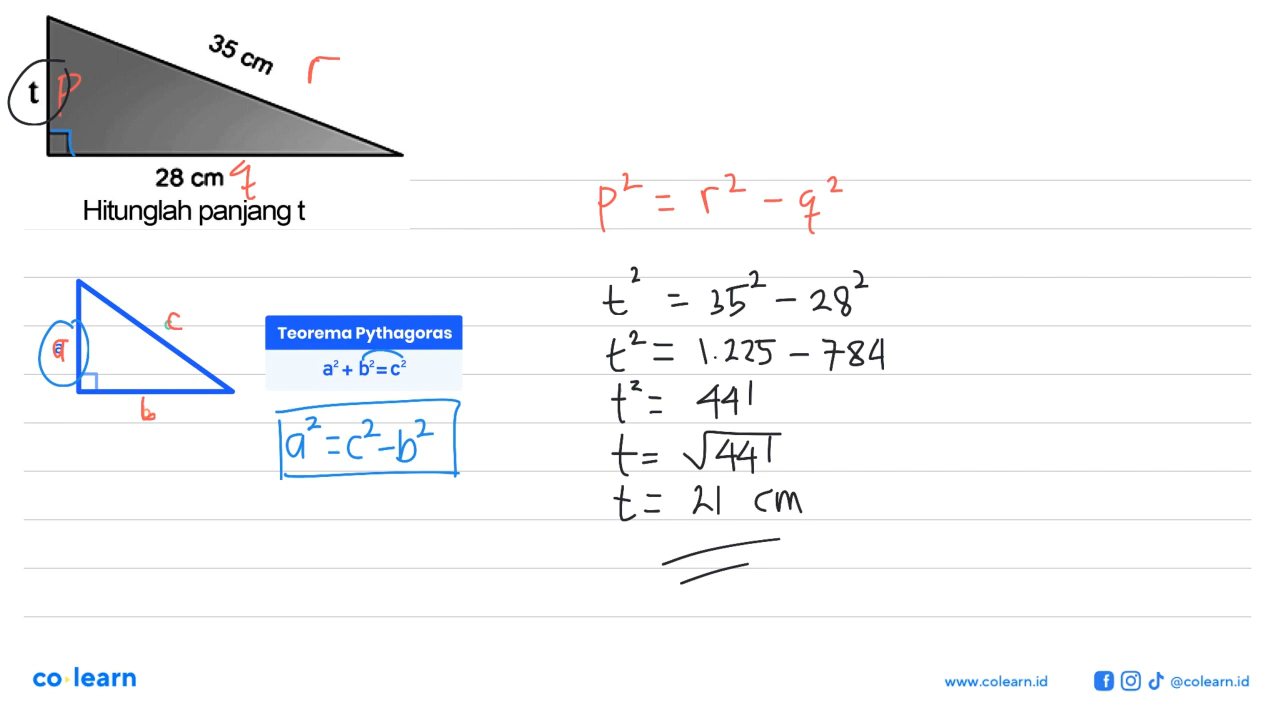 35 cm
r
t
p
28 cm q
Hitunglah panjang t
p² = r² - q²
a
c
b
Teorema Pythagoras
a² + b² = c²
a² = c² - b²
t² = 35² - 28²
t² = 1.225 - 784
t² = 441
t = √441
t = 21 cm
co·learn
www.colearn.id
@colearn.id